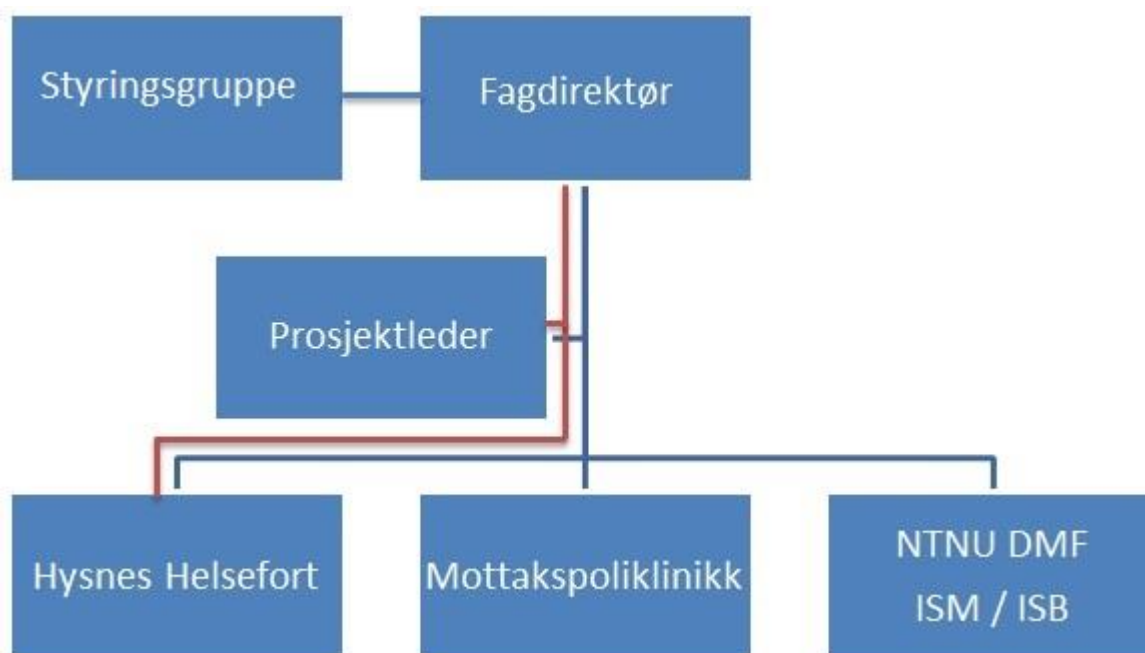 Styringsgruppe
Fagdirektør
Prosjektleder
Hysnes Helsefort
Mottakspoliklinikk
NTNU DMF
ISM / ISB